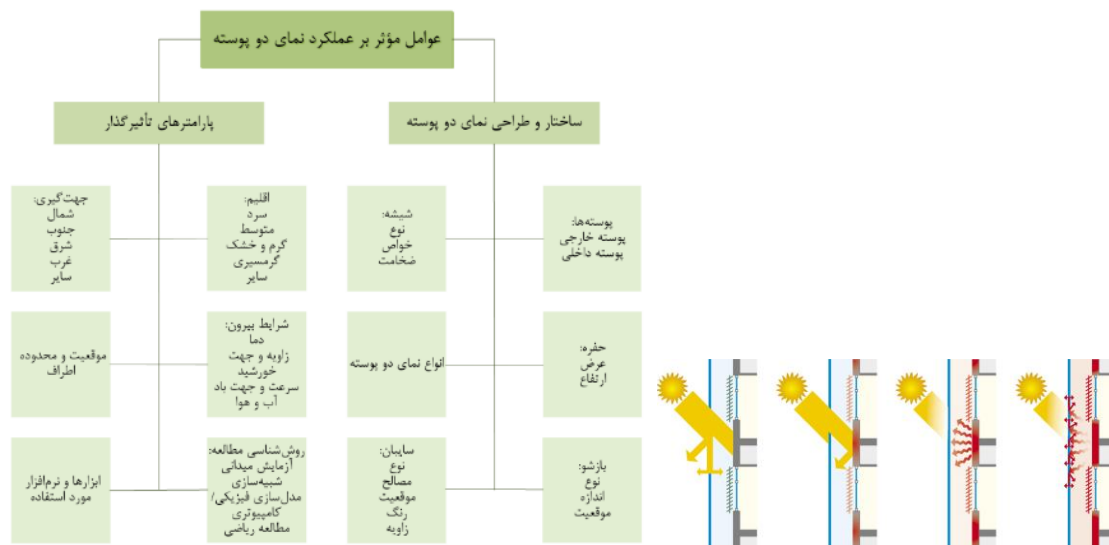 عوامل مؤثر بر عملکرد نمای دو پوسته
ساختار و طراحی نمای دو پوسته
پارامترهای تأثیرگذار
پوسته‌ها:
پوسته خارجی
پوسته داخلی
شیشه:
نوع
خواص
ضخامت
اقلیم:
سرد
متوسط
گرم و خشک
گرمسیری
سایر
جهت‌گیری:
شمال
جنوب
شرق
غرب
سایر
حفره:
عرض
ارتفاع
انواع نمای دو پوسته
شرایط بیرون:
دما
زاویه و جهت
خورشید
سرعت و جهت باد
آب و هوا
موقعیت و محدوده
اطراف
بازشو:
نوع
اندازه
موقعیت
سایبان:
نوع
مصالح
موقعیت
رنگ
زاویه
روش‌شناسی مطالعه:
آزمایش میدانی
شبیه‌سازی
مدل‌سازی فیزیکی/
کامپیوتری
مطالعه ریاضی
ابزارها و نرم‌افزار
مورد استفاده